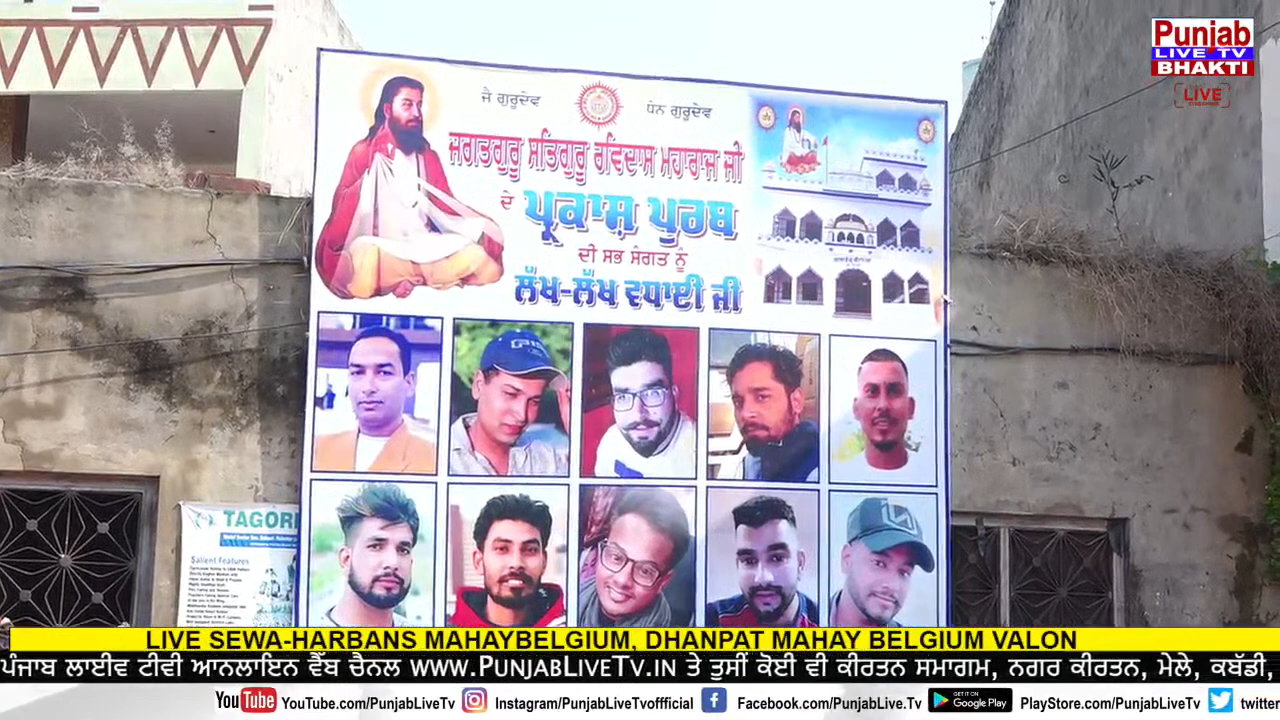 Punjab
LIVE TV
BHAKTI
LIVE
ਜੈ ਗੁਰੂਦੇਵ
ਧੰਨ ਗੁਰੂਦੇਵ
ਜਗਤਗੁਰੂ ਸਤਿਗੁਰੂ ਰਵਿਦਾਸ ਮਹਾਰਾਜ ਜੀ
ਦੇ ਪ੍ਰਕਾਸ਼ ਪੁਰਬ
ਦੀ ਸਭ ਸੰਗਤ ਨੂੰ
ਲੱਖ-ਲੱਖ ਵਧਾਈ ਜੀ
TAGOR
Salient Features
LIVE SEWA-HARBANS MAHAYBELGIUM, DHANPAT MAHAY BELGIUM VALON
ਪੰਜਾਬ ਲਾਈਵ ਟੀਵੀ ਆਨਲਾਇਨ ਵੈੱਬ ਚੈਨਲ WWW.PUNJABLIVETV.IN ਤੇ ਤੁਸੀਂ ਕੋਈ ਵੀ ਕੀਰਤਨ ਸਮਾਗਮ, ਨਗਰ ਕੀਰਤਨ, ਮੇਲੇ, ਕਬੱਡੀ,
YouTube YouTube.com/PunjabLiveTv Instagram/PunjabLiveTvoffficial Facebook.com/PunjabLive.Tv GET IT ON Google Play PlayStore.com/PunjabLiveTv twitter